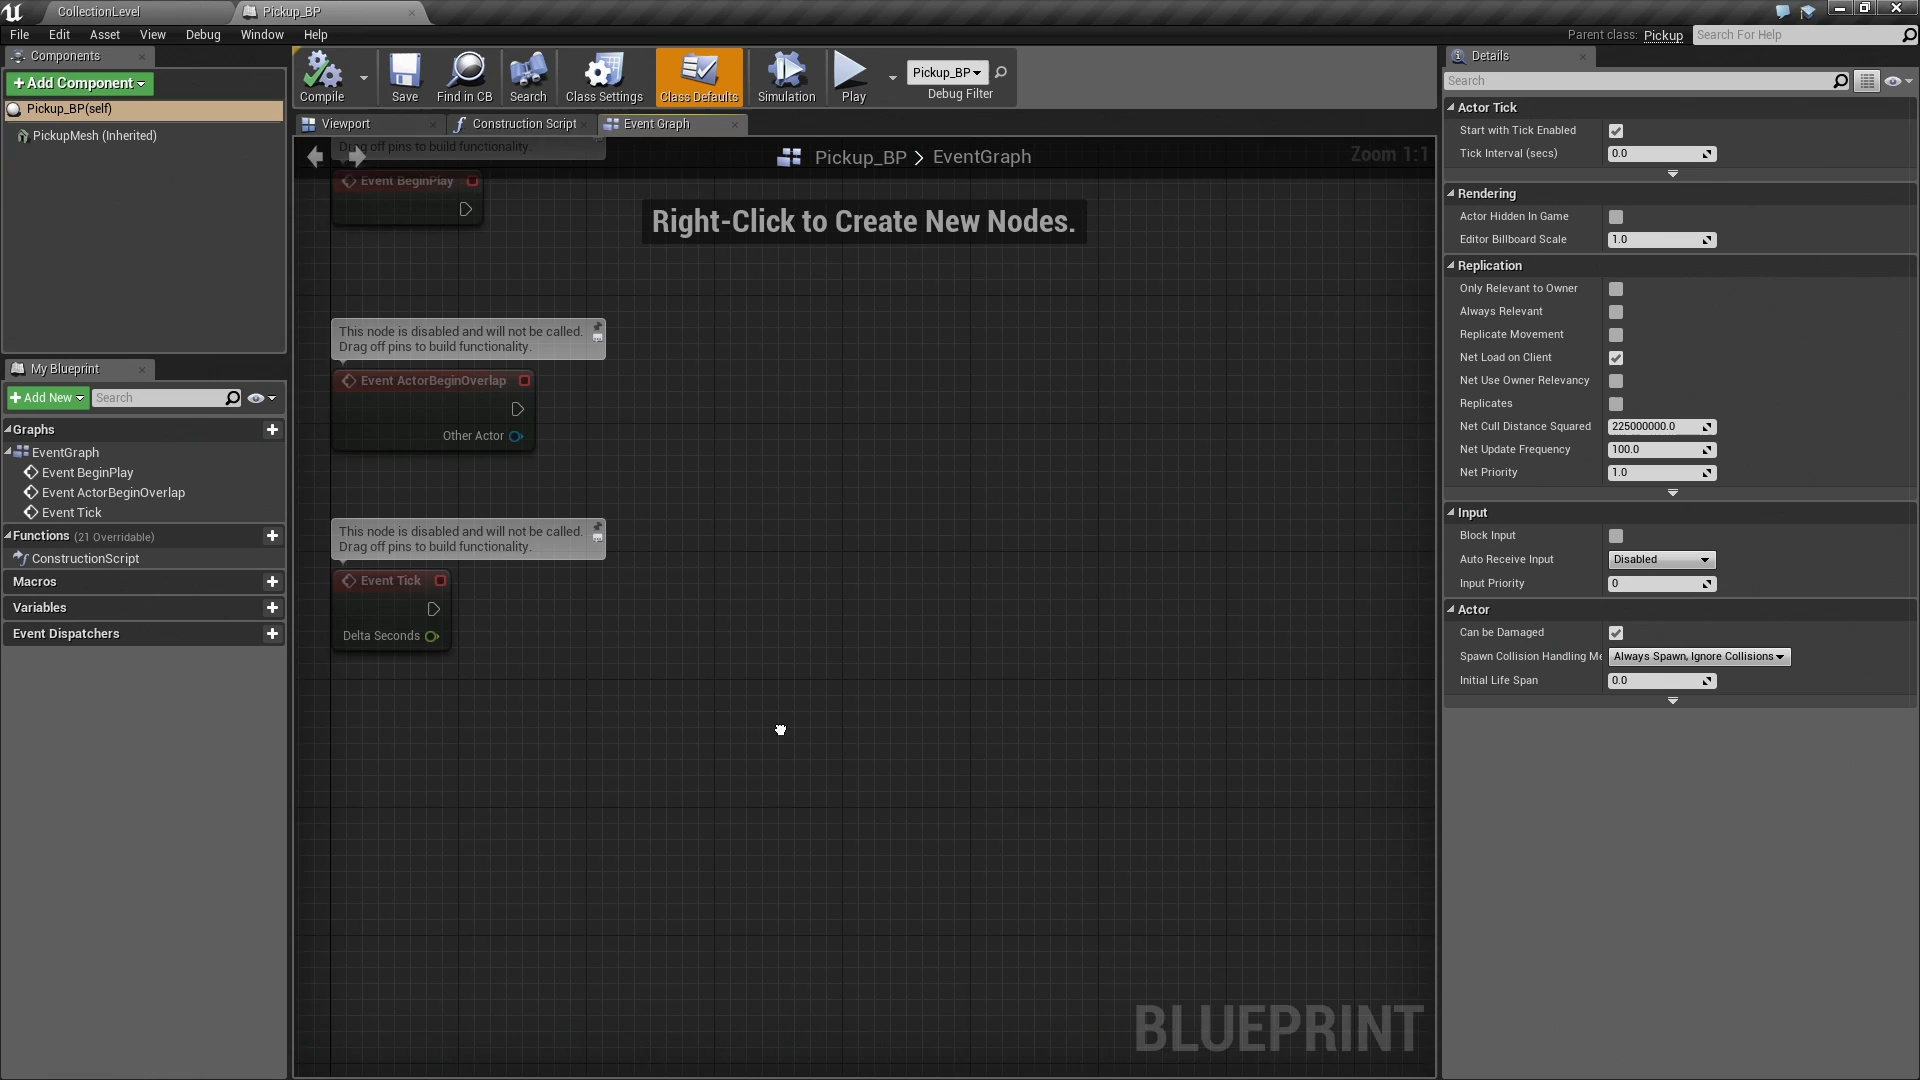 CollectionLevel
Pickup_BP
File Edit Asset View Debug Window Help
Parent class: Pickup Search For Help
Components
+Add Component
Pickup_BP(self)
PickupMesh (Inherited)
My Blueprint
+Add New Search
Graphs
EventGraph
Event BeginPlay
Event ActorBeginOverlap
Event Tick
Functions (21 Overridable)
ConstructionScript
Macros
Variables
Event Dispatchers
Compile Save Find in CB Search Class Settings Class Defaults Simulation Play
Pickup_BP
Debug Filter
Viewport Construction Script Event Graph
Drag off pins to build functionality.
Pickup_BP > EventGraph
Zoom 1:1
Event BeginPlay
Right-Click to Create New Nodes.
This node is disabled and will not be called.
Drag off pins to build functionality.
Event ActorBeginOverlap
Other Actor
This node is disabled and will not be called.
Drag off pins to build functionality.
Event Tick
Delta Seconds
BLUEPRINT
Details
Search
Actor Tick
Start with Tick Enabled
Tick Interval (secs) 0.0
Rendering
Actor Hidden In Game
Editor Billboard Scale 1.0
Replication
Only Relevant to Owner
Always Relevant
Replicate Movement
Net Load on Client
Net Use Owner Relevancy
Replicates
Net Cull Distance Squared 225000000.0
Net Update Frequency 100.0
Net Priority 1.0
Input
Block Input
Auto Receive Input Disabled
Input Priority 0
Actor
Can be Damaged
Spawn Collision Handling Me Always Spawn, Ignore Collisions
Initial Life Span 0.0